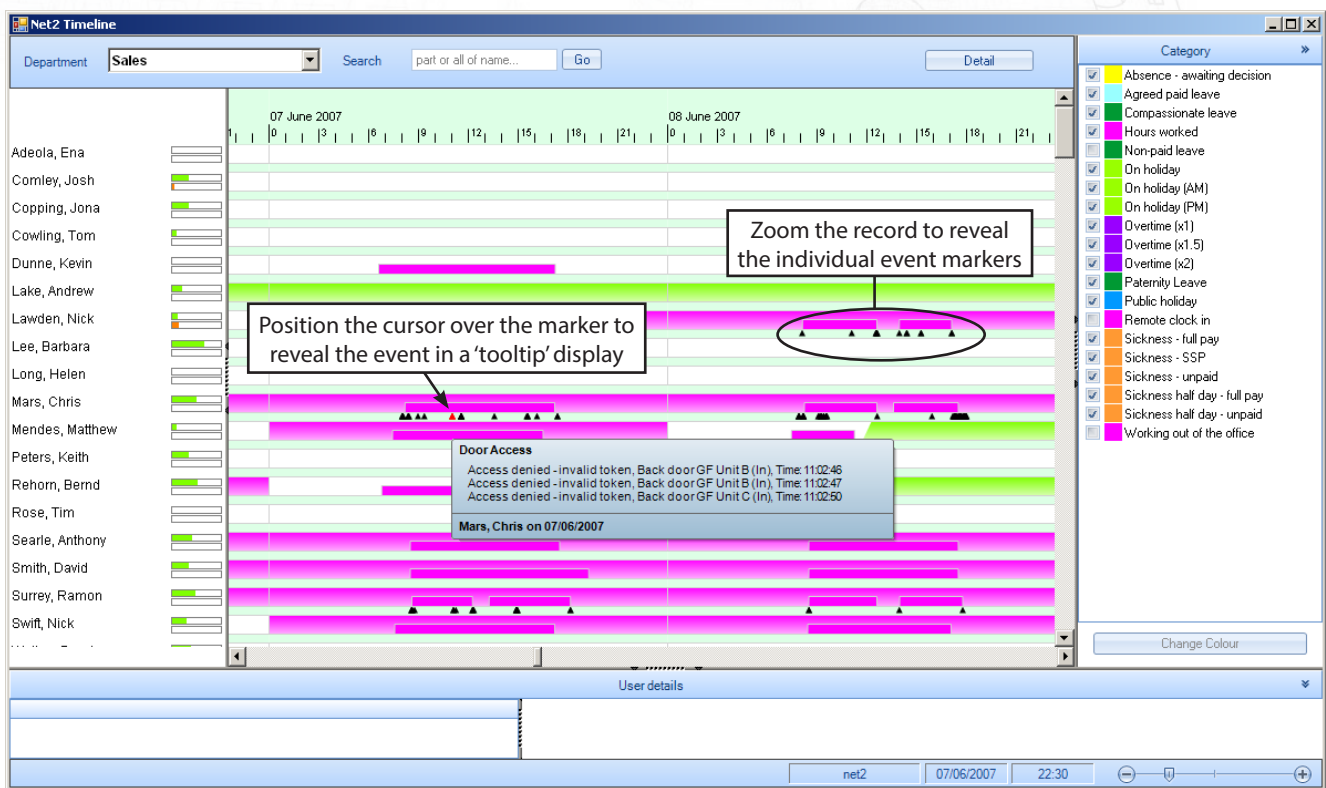 Net2 Timeline
Department
Sales
Search
part or all of name...
Go
Detail
Category
07 June 2007
08 June 2007
0 3 6 9 12 15 18 21 0 3 6 9 12 15 18 21
Adeola, Ena
Comley, Josh
Copping, Jona
Cowling, Tom
Dunne, Kevin
Lake, Andrew
Lawden, Nick
Lee, Barbara
Long, Helen
Mars, Chris
Mendes, Matthew
Peters, Keith
Rehorn, Bernd
Rose, Tim
Searle, Anthony
Smith, David
Surrey, Ramon
Swift, Nick
Zoom the record to reveal
the individual event markers
Position the cursor over the marker to
reveal the event in a 'tooltip' display
Door Access
Access denied - invalid token, Back door GF Unit B (In), Time: 11:02:46
Access denied - invalid token, Back door GF Unit B (In), Time: 11:02:47
Access denied - invalid token, Back door GF Unit C (In), Time: 11:02:50
Mars, Chris on 07/06/2007
Absence - awaiting decision
Agreed paid leave
Compassionate leave
Hours worked
Non-paid leave
On holiday
On holiday (AM)
On holiday (PM)
Overtime (x1)
Overtime (x1.5)
Overtime (x2)
Paternity Leave
Public holiday
Remote clock in
Sickness - full pay
Sickness - SSP
Sickness - unpaid
Sickness half day - full pay
Sickness half day - unpaid
Working out of the office
Change Colour
User details
net2
07/06/2007
22:30